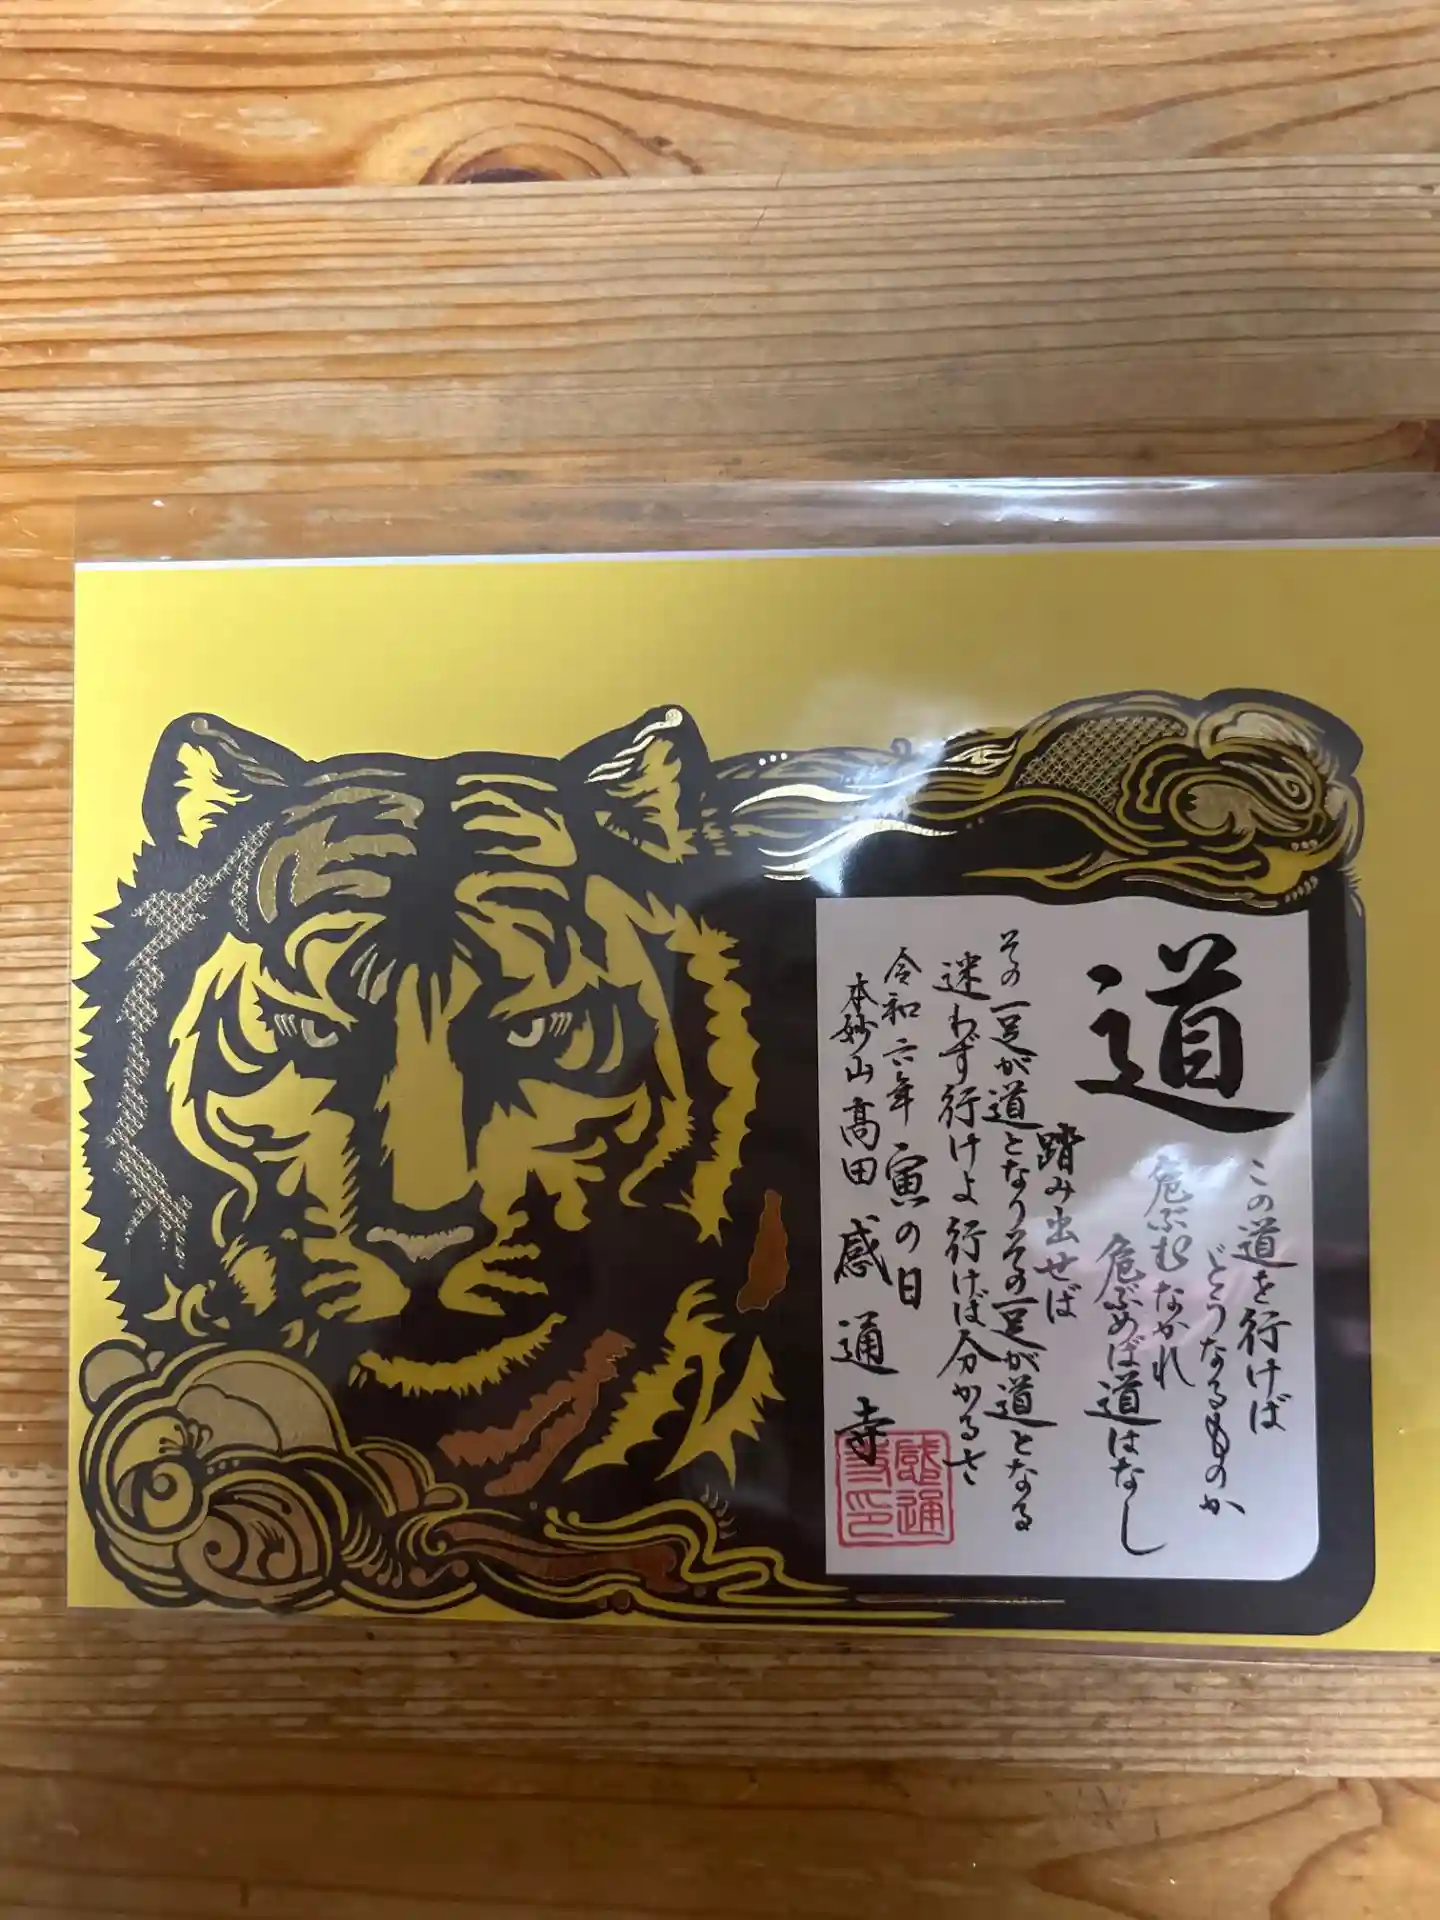 道
この道を行けば
どうなるものか
危ぶむなかれ
危ぶめば道はなし
踏み出せば
その一足が道となりその一足が道となる
迷わず行けよ行けば分かるさ
令和六年寅の日
本妙山高田感通寺
感通
寺印